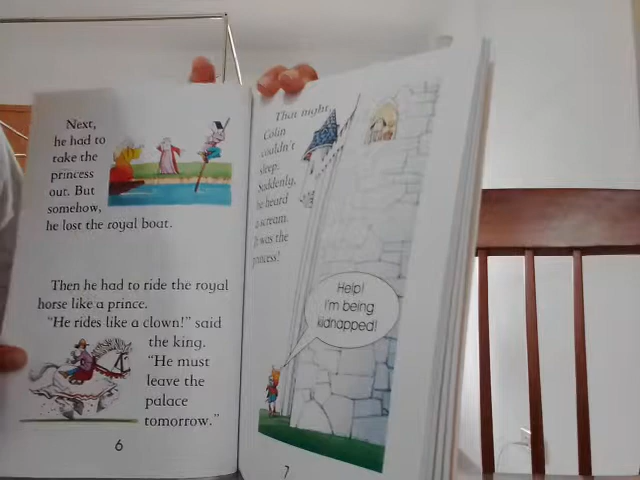 Next,
he had to
take the
princess
out. But
somehow,
he lost the royal boat.
Then he had to ride the royal
horse like a prince.
"He rides like a clown!" said
the king.
"He must
leave the
palace
tomorrow."
6
That night,
Colin
couldn't
sleep.
Suddenly,
he heard
a scream.
It was the
princess!
Help!
I'm being
kidnapped!
7